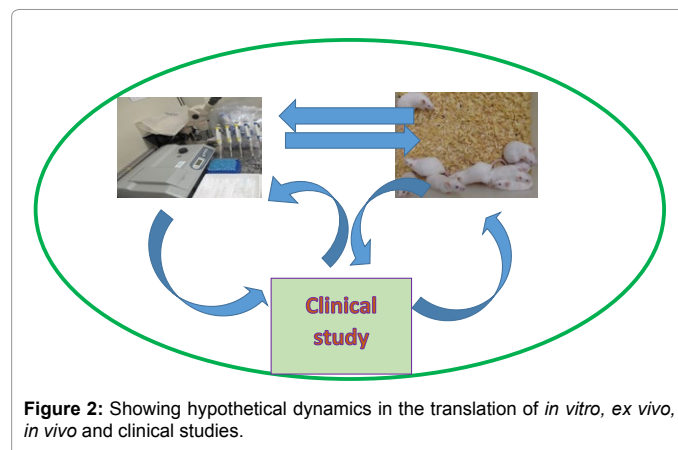 Clinical
study
Figure 2: Showing hypothetical dynamics in the translation of in vitro, ex vivo,
in vivo and clinical studies.